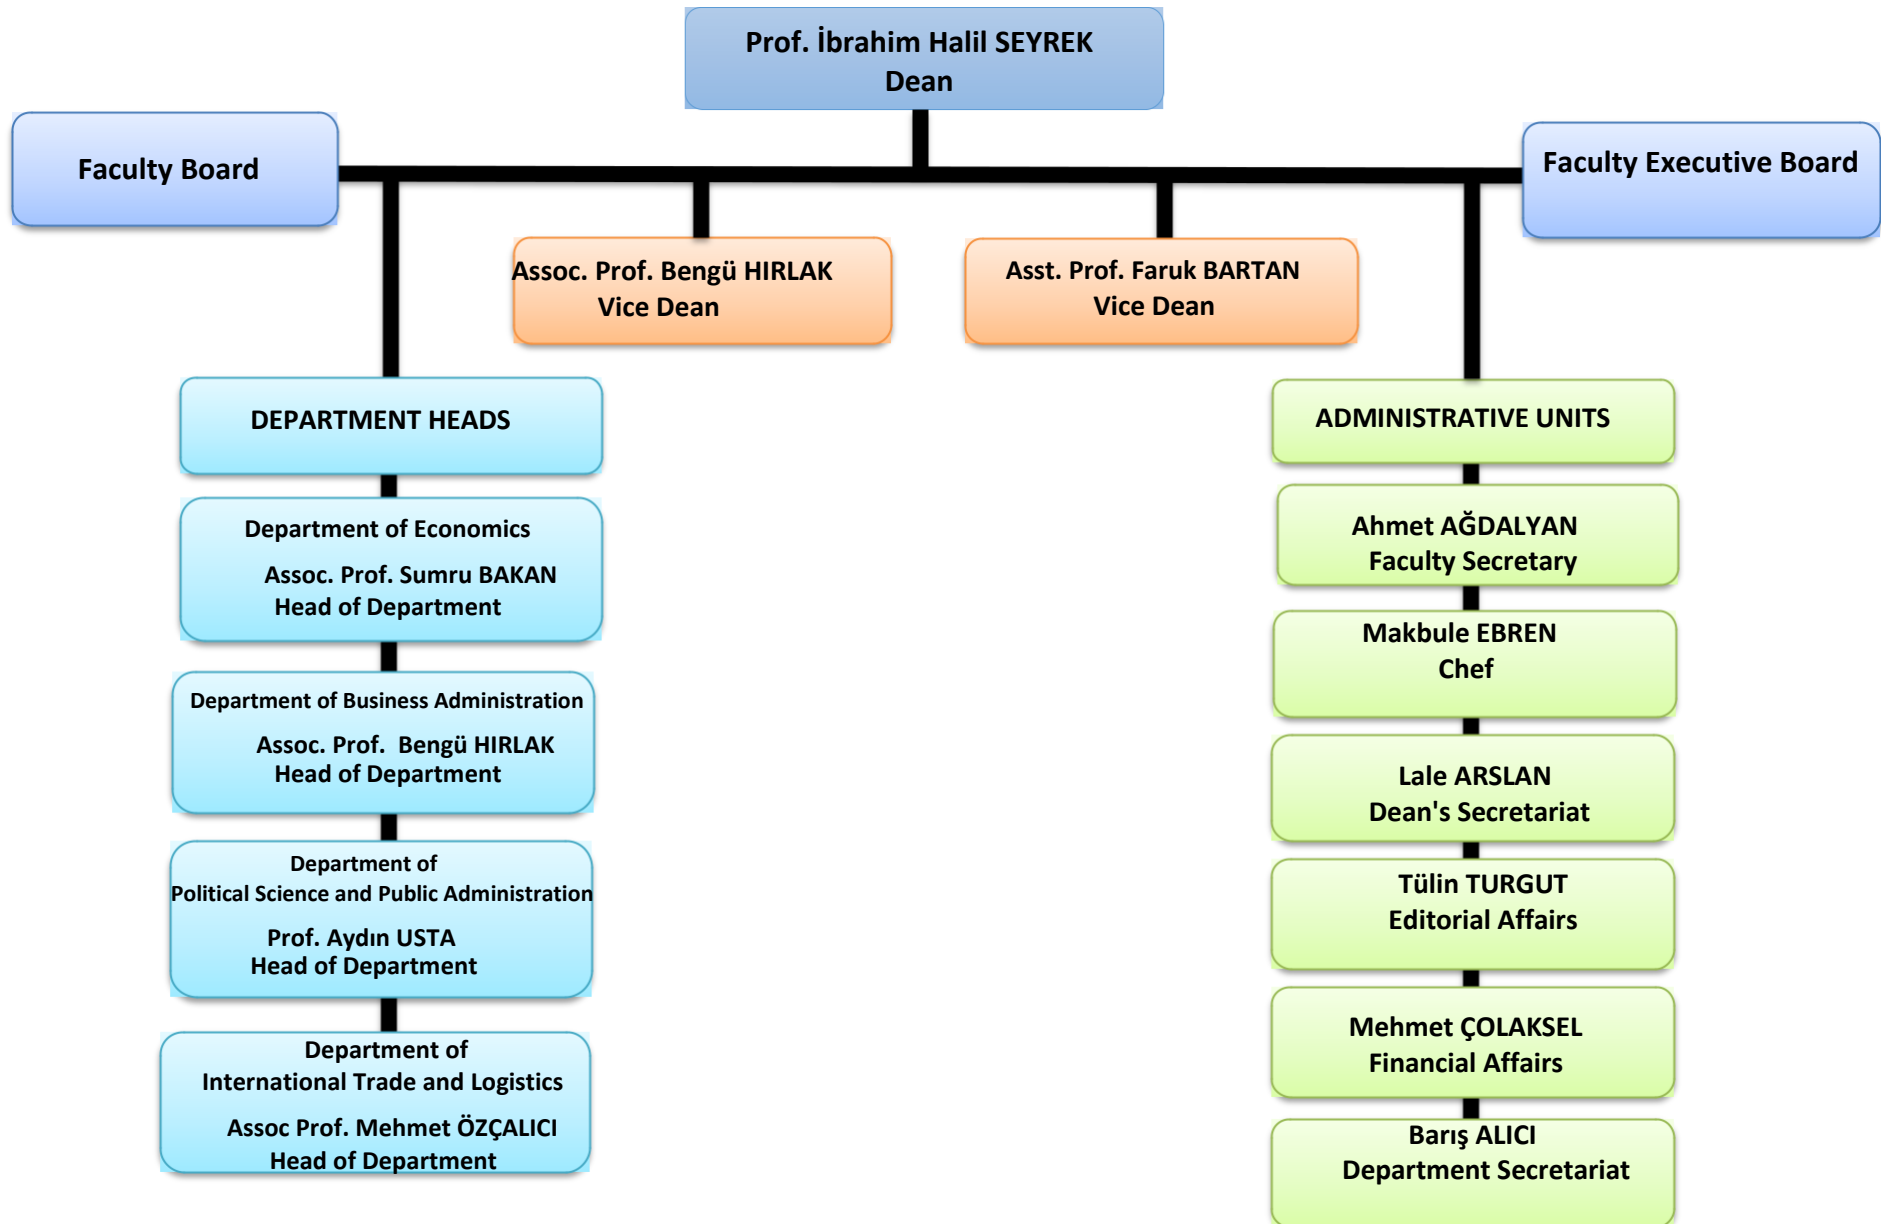 Prof. İbrahim Halil SEYREK
Dean
Faculty Board
Faculty Executive Board
Assoc. Prof. Bengü HIRLAK
Vice Dean
Asst. Prof. Faruk BARTAN
Vice Dean
DEPARTMENT HEADS
Department of Economics
Assoc. Prof. Sumru BAKAN
Head of Department
Department of Business Administration
Assoc. Prof.  Bengü HIRLAK
Head of Department
Department of
Political Science and Public Administration
Prof. Aydın USTA
Head of Department
Department of
International Trade and Logistics
Assoc Prof. Mehmet ÖZÇALICI
Head of Department
ADMINISTRATIVE UNITS
Ahmet AĞDALYAN
Faculty Secretary
Makbule EBREN
Chef
Lale ARSLAN
Dean's Secretariat
Tülin TURGUT
Editorial Affairs
Mehmet ÇOLAKSEL
Financial Affairs
Barış ALICI
Department Secretariat